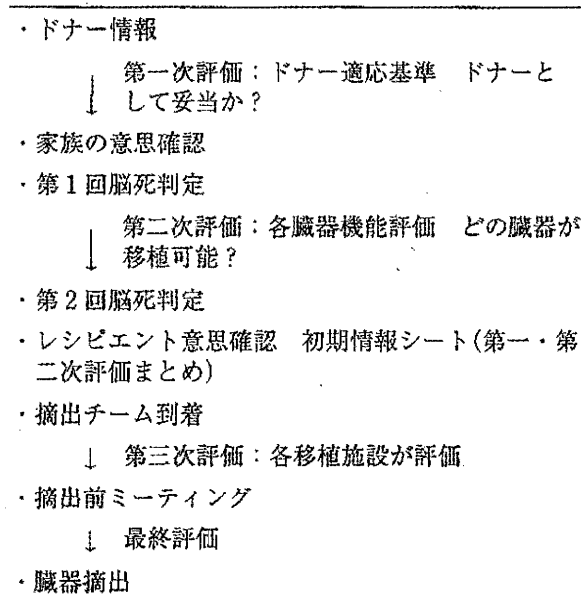 ・ドナー情報
↓ 第一次評価：ドナー適応基準　ドナーと
して妥当か？
・家族の意思確認
・第1回脳死判定
↓ 第二次評価：各臓器機能評価　どの臓器が
移植可能？
・第2回脳死判定
・レシピエント意思確認　初期情報シート(第一・第
二次評価まとめ)
・摘出チーム到着
↓ 第三次評価：各移植施設が評価
・摘出前ミーティング
↓ 最終評価
・臓器摘出